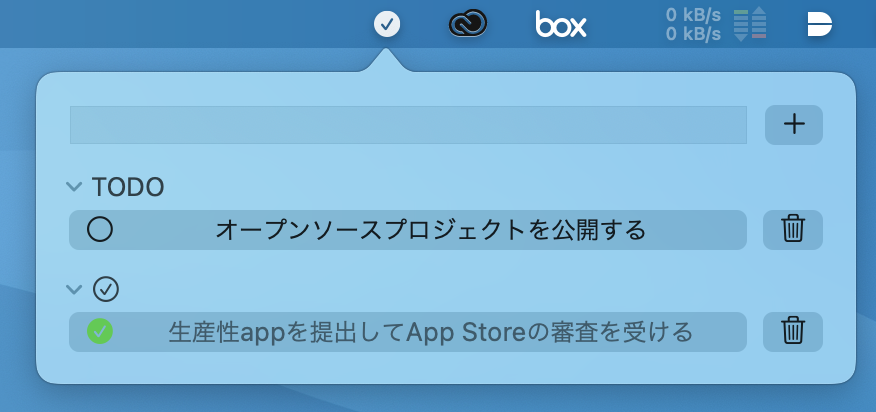 box
0 kB/s
0 kB/s
TODO
オープンソースプロジェクトを公開する
生産性appを提出してApp Storeの審査を受ける